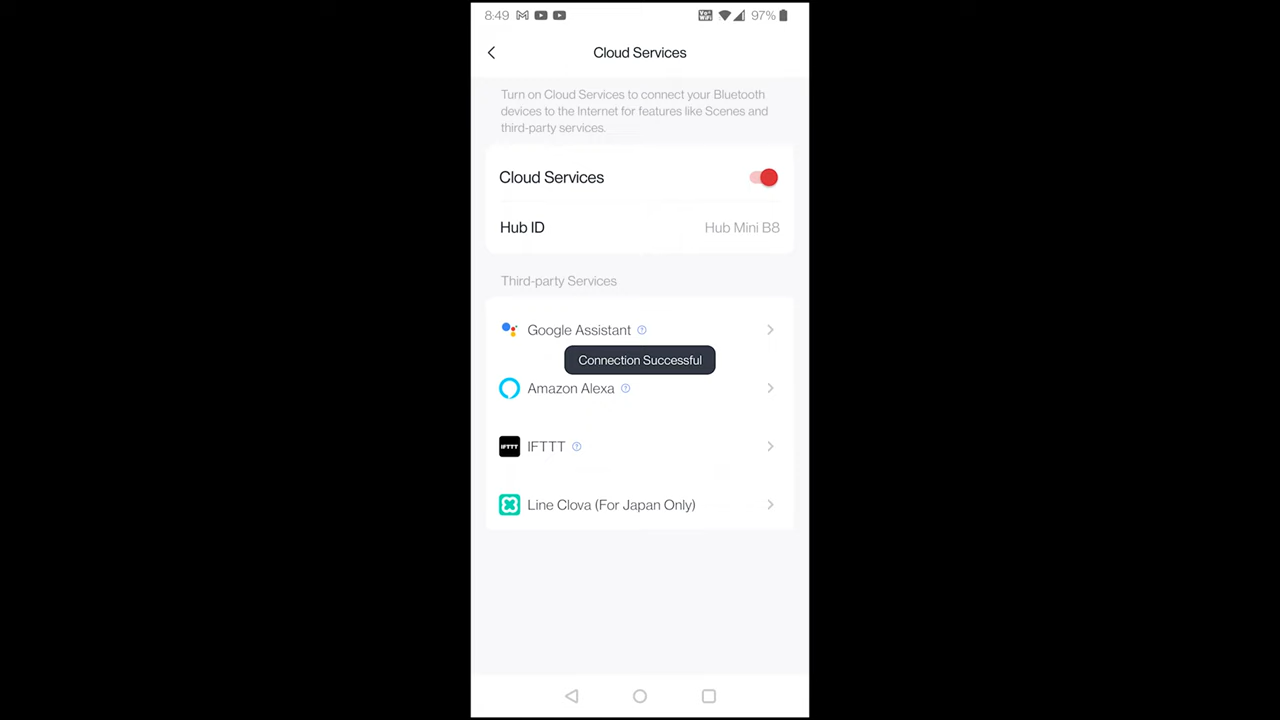 8:49
97%
Cloud Services
Turn on Cloud Services to connect your Bluetooth
devices to the Internet for features like Scenes and
third-party services.
Cloud Services
Hub ID Hub Mini B8
Third-party Services
Google Assistant ?
Connection Successful
Amazon Alexa ?
IFTTT IFTTT ?
Line Clova (For Japan Only)